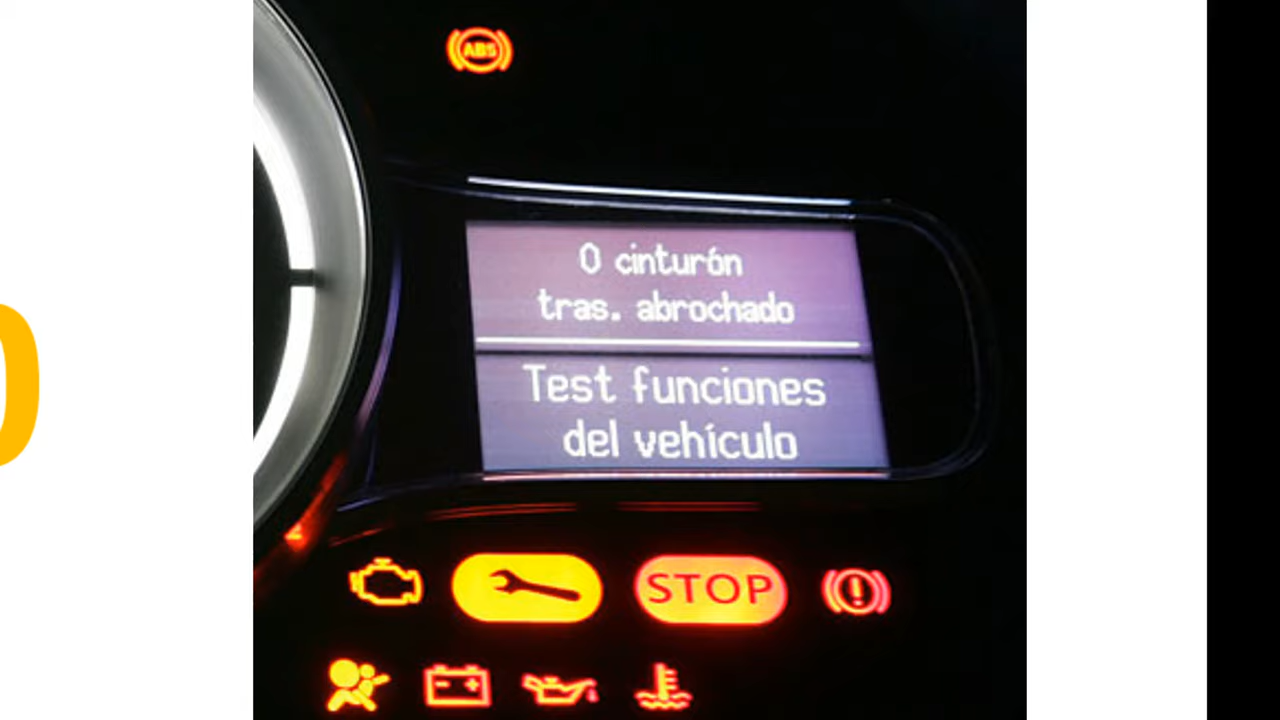 ABS
0 cinturón
tras. abrochado
Test funciones
del vehículo
STOP